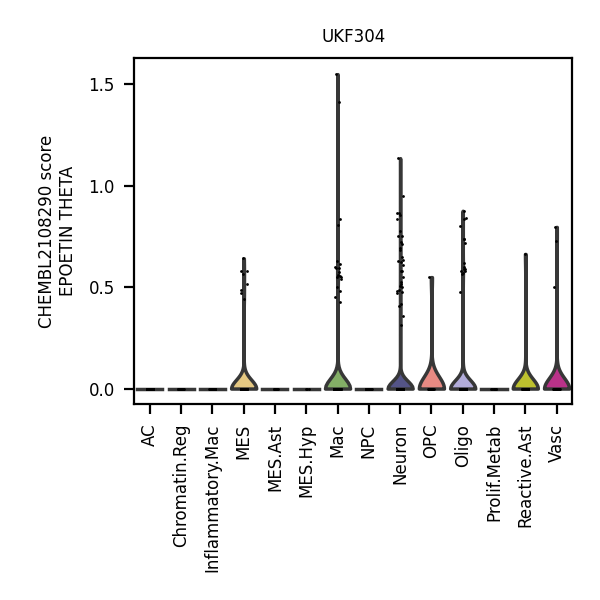 UKF304
CHEMBL2108290 score
EPOETIN THETA
1.5
1.0
0.5
0.0
AC
Chromatin.Reg
Inflammatory.Mac
MES
MES.Ast
MES.Hyp
Mac
NPC
Neuron
OPC
Oligo
Prolif.Metab
Reactive.Ast
Vasc